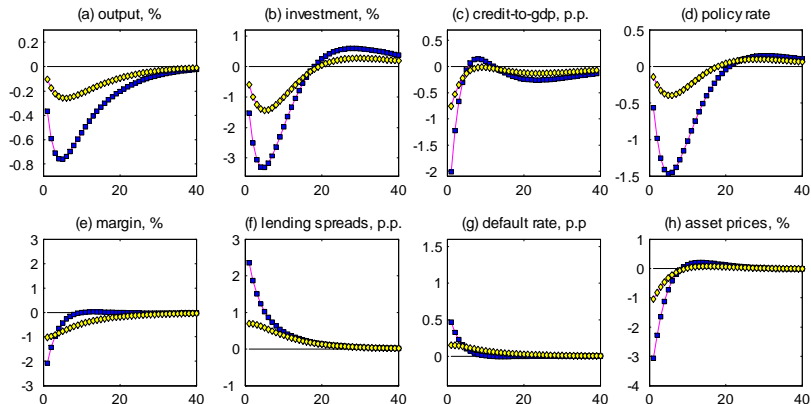 (a) output, %
(b) investment, %
(c) credit-to-gdp, p.p.
(d) policy rate
0.2
0
-0.2
-0.4
-0.6
-0.8
0 20 40
1
0
-1
-2
-3
0 20 40
0.5
0
-0.5
-1
-1.5
-2
0 20 40
0.5
0
-0.5
-1
-1.5
0 20 40
(e) margin, %
(f) lending spreads, p.p.
(g) default rate, p.p
(h) asset prices, %
3
2
1
0
-1
-2
-3
0 20 40
3
2
1
0
-1
0 20 40
1.5
1
0.5
0
0 20 40
1
0
-1
-2
-3
-4
0 20 40